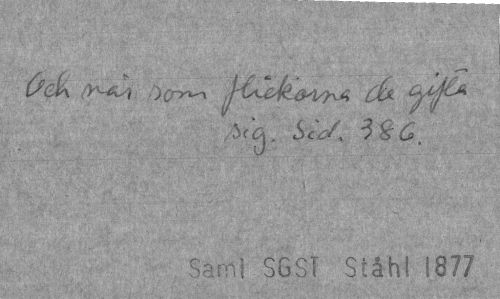 Och när som flickorna de gifta
sig. Sid. 386.
Saml SGST Ståhl 1877